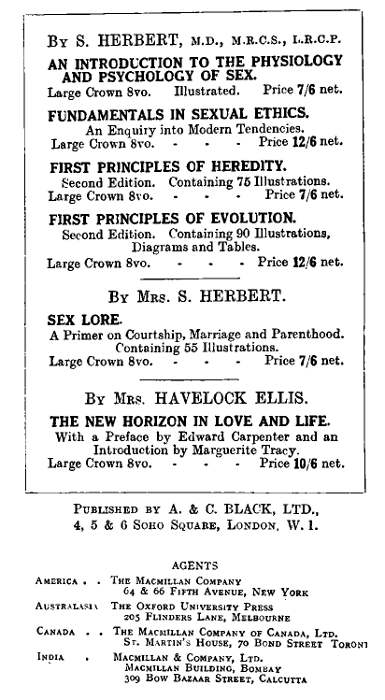 BY S. HERBERT, M.D., M.R.C.S., L.R.C.P.
AN INTRODUCTION TO THE PHYSIOLOGY
AND PSYCHOLOGY OF SEX.
Large Crown 8vo. Illustrated. Price 7/6 net.
FUNDAMENTALS IN SEXUAL ETHICS.
An Enquiry into Modern Tendencies.
Large Crown 8vo. - - - Price 12/6 net.
FIRST PRINCIPLES OF HEREDITY.
Second Edition. Containing 75 Illustrations.
Large Crown 8vo. - - - Price 7/6 net.
FIRST PRINCIPLES OF EVOLUTION.
Second Edition. Containing 90 Illustrations,
Diagrams and Tables.
Large Crown 8vo. - - - Price 12/6 net.
BY MRS. S. HERBERT.
SEX LORE.
A Primer on Courtship, Marriage and Parenthood.
Containing 55 Illustrations.
Large Crown 8vo. - - - Price 7/6 net.
BY MRS. HAVELOCK ELLIS.
THE NEW HORIZON IN LOVE AND LIFE.
With a Preface by Edward Carpenter and an
Introduction by Marguerite Tracy.
Large Crown 8vo. - - - Price 10/6 net.
PUBLISHED BY A. & C. BLACK, LTD.,
4, 5 & 6 SOHO SQUARE, LONDON, W. 1.
AGENTS
AMERICA . . THE MACMILLAN COMPANY
64 & 66 FIFTH AVENUE, NEW YORK
AUSTRALASIA THE OXFORD UNIVERSITY PRESS
205 FLINDERS LANE, MELBOURNE
CANADA . . THE MACMILLAN COMPANY OF CANADA, LTD.
ST. MARTIN'S HOUSE, 70 BOND STREET TORONT
INDIA . MACMILLAN & COMPANY, LTD.
MACMILLAN BUILDING, BOMBAY
309 BOW BAZAAR STREET, CALCUTTA